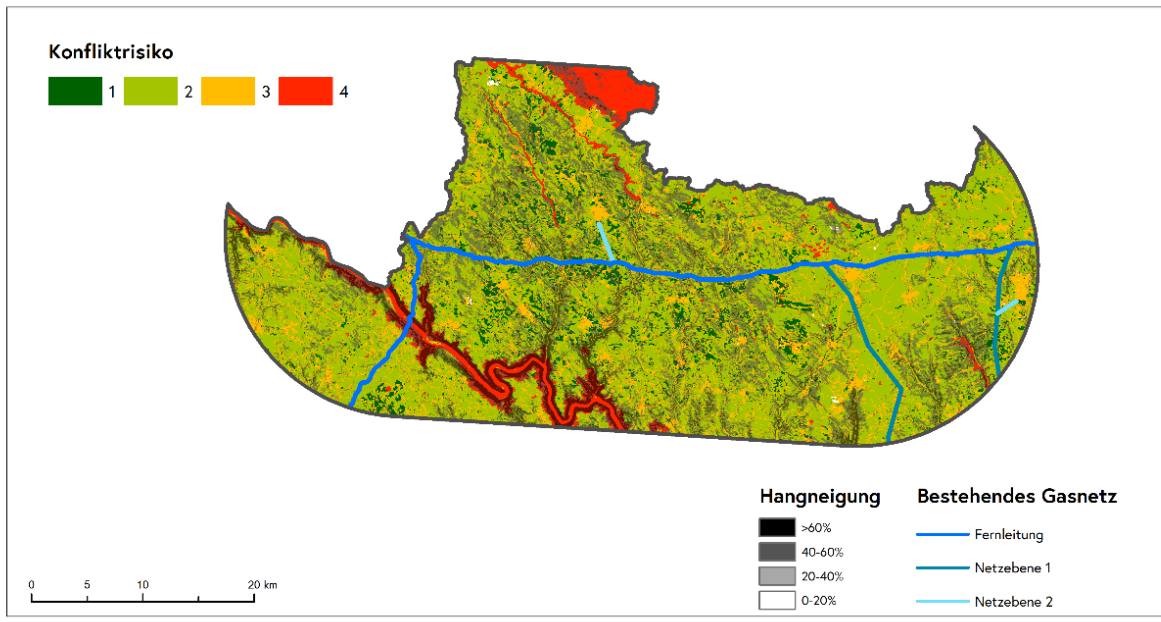 Konfliktrisiko
1 2 3 4
Hangneigung
>60%
40-60%
20-40%
0-20%
Bestehendes Gasnetz
Fernleitung
Netzebene 1
Netzebene 2
0 5 10 20 km